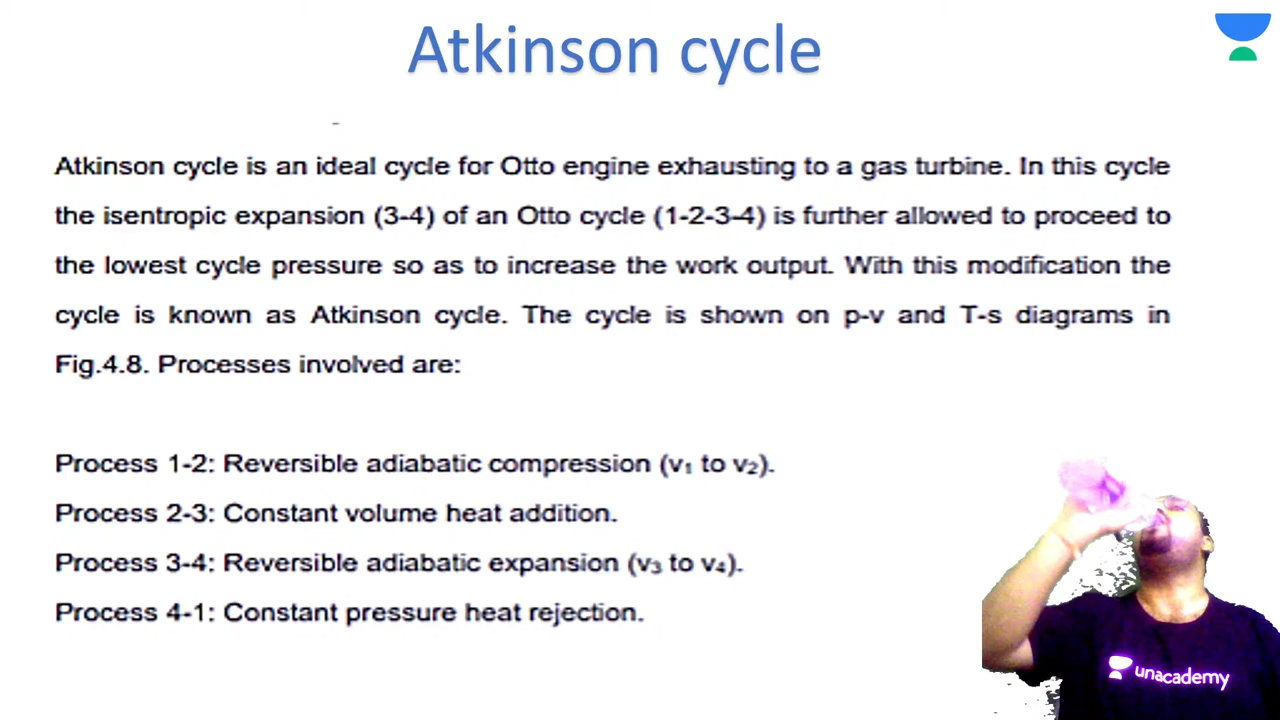 Atkinson cycle
Atkinson cycle is an ideal cycle for Otto engine exhausting to a gas turbine. In this cycle
the isentropic expansion (3-4) of an Otto cycle (1-2-3-4) is further allowed to proceed to
the lowest cycle pressure so as to increase the work output. With this modification the
cycle is known as Atkinson cycle. The cycle is shown on p-v and T-s diagrams in
Fig.4.8. Processes involved are:
Process 1-2: Reversible adiabatic compression (v₁ to v₂).
Process 2-3: Constant volume heat addition.
Process 3-4: Reversible adiabatic expansion (v₃ to v₄).
Process 4-1: Constant pressure heat rejection.
unacademy